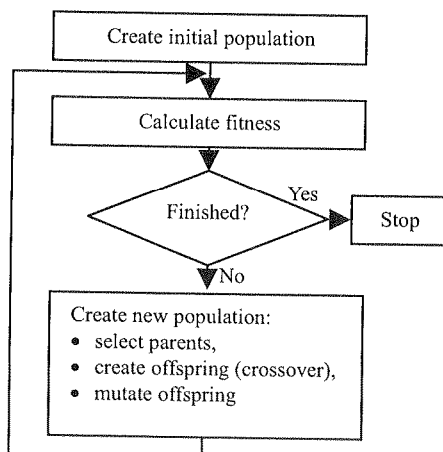 Create initial population
Calculate fitness
Finished?
Yes
Stop
No
Create new population:
• select parents,
• create offspring (crossover),
• mutate offspring